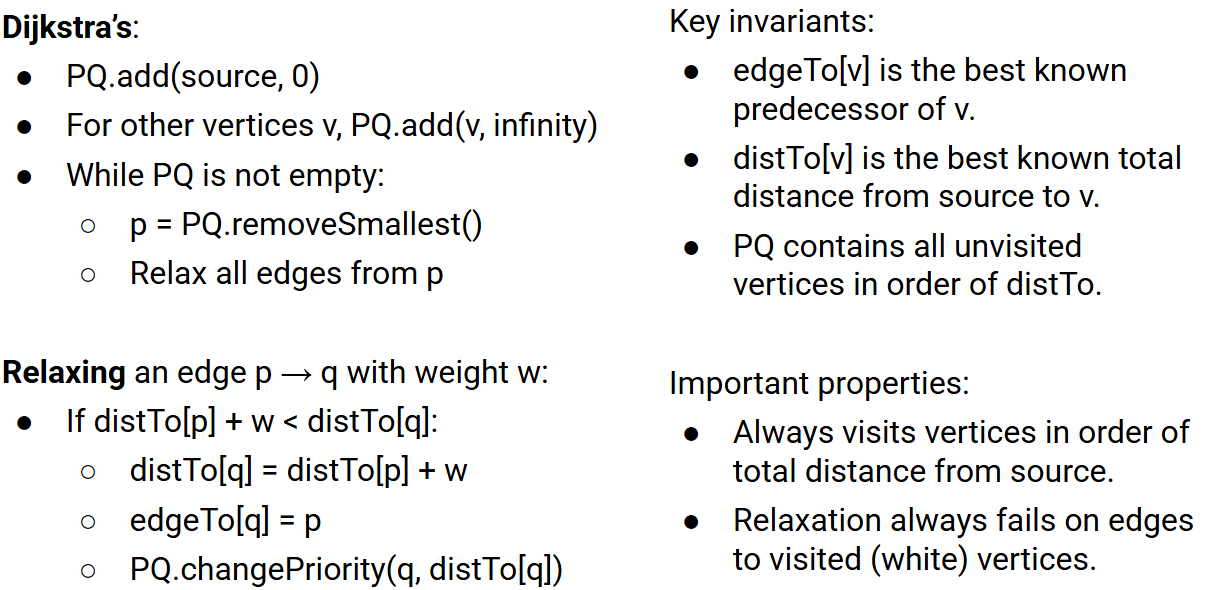 Dijkstra’s:
● PQ.add(source, 0)
● For other vertices v, PQ.add(v, infinity)
● While PQ is not empty:
○ p = PQ.removeSmallest()
○ Relax all edges from p
Relaxing an edge p → q with weight w:
● If distTo[p] + w < distTo[q]:
○ distTo[q] = distTo[p] + w
○ edgeTo[q] = p
○ PQ.changePriority(q, distTo[q])
Key invariants:
● edgeTo[v] is the best known
predecessor of v.
● distTo[v] is the best known total
distance from source to v.
● PQ contains all unvisited
vertices in order of distTo.
Important properties:
● Always visits vertices in order of
total distance from source.
● Relaxation always fails on edges
to visited (white) vertices.